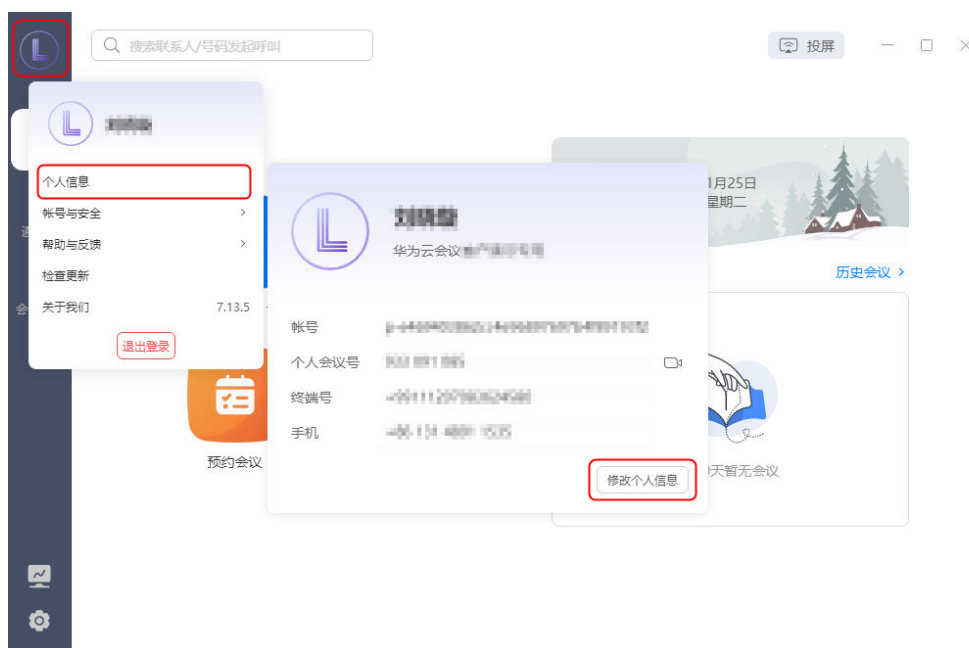 搜索联系人/号码发起呼叫
投屏
个人信息
帐号与安全
帮助与反馈
检查更新
关于我们 7.13.5
退出登录
华为云会议
帐号
个人会议号
终端号
手机
修改个人信息
1月25日
星期二
历史会议
天暂无会议
预约会议
会